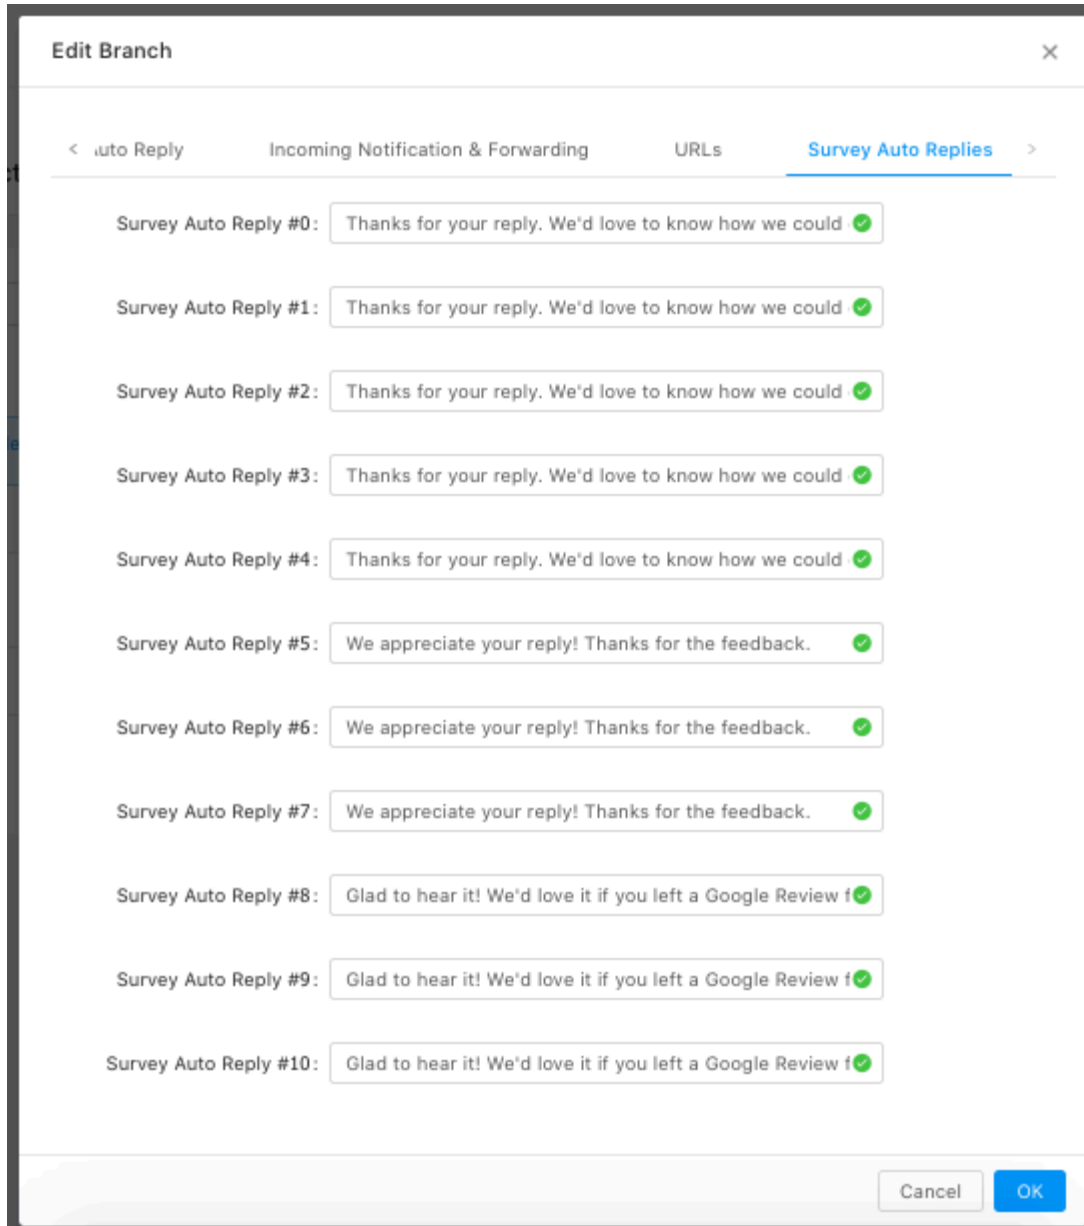 Edit Branch
uto Reply Incoming Notification & Forwarding URLs Survey Auto Replies
Survey Auto Reply #0: Thanks for your reply. We'd love to know how we could
Survey Auto Reply #1: Thanks for your reply. We'd love to know how we could
Survey Auto Reply #2: Thanks for your reply. We'd love to know how we could
Survey Auto Reply #3: Thanks for your reply. We'd love to know how we could
Survey Auto Reply #4: Thanks for your reply. We'd love to know how we could
Survey Auto Reply #5: We appreciate your reply! Thanks for the feedback.
Survey Auto Reply #6: We appreciate your reply! Thanks for the feedback.
Survey Auto Reply #7: We appreciate your reply! Thanks for the feedback.
Survey Auto Reply #8: Glad to hear it! We'd love it if you left a Google Review f
Survey Auto Reply #9: Glad to hear it! We'd love it if you left a Google Review f
Survey Auto Reply #10: Glad to hear it! We'd love it if you left a Google Review f
Cancel OK